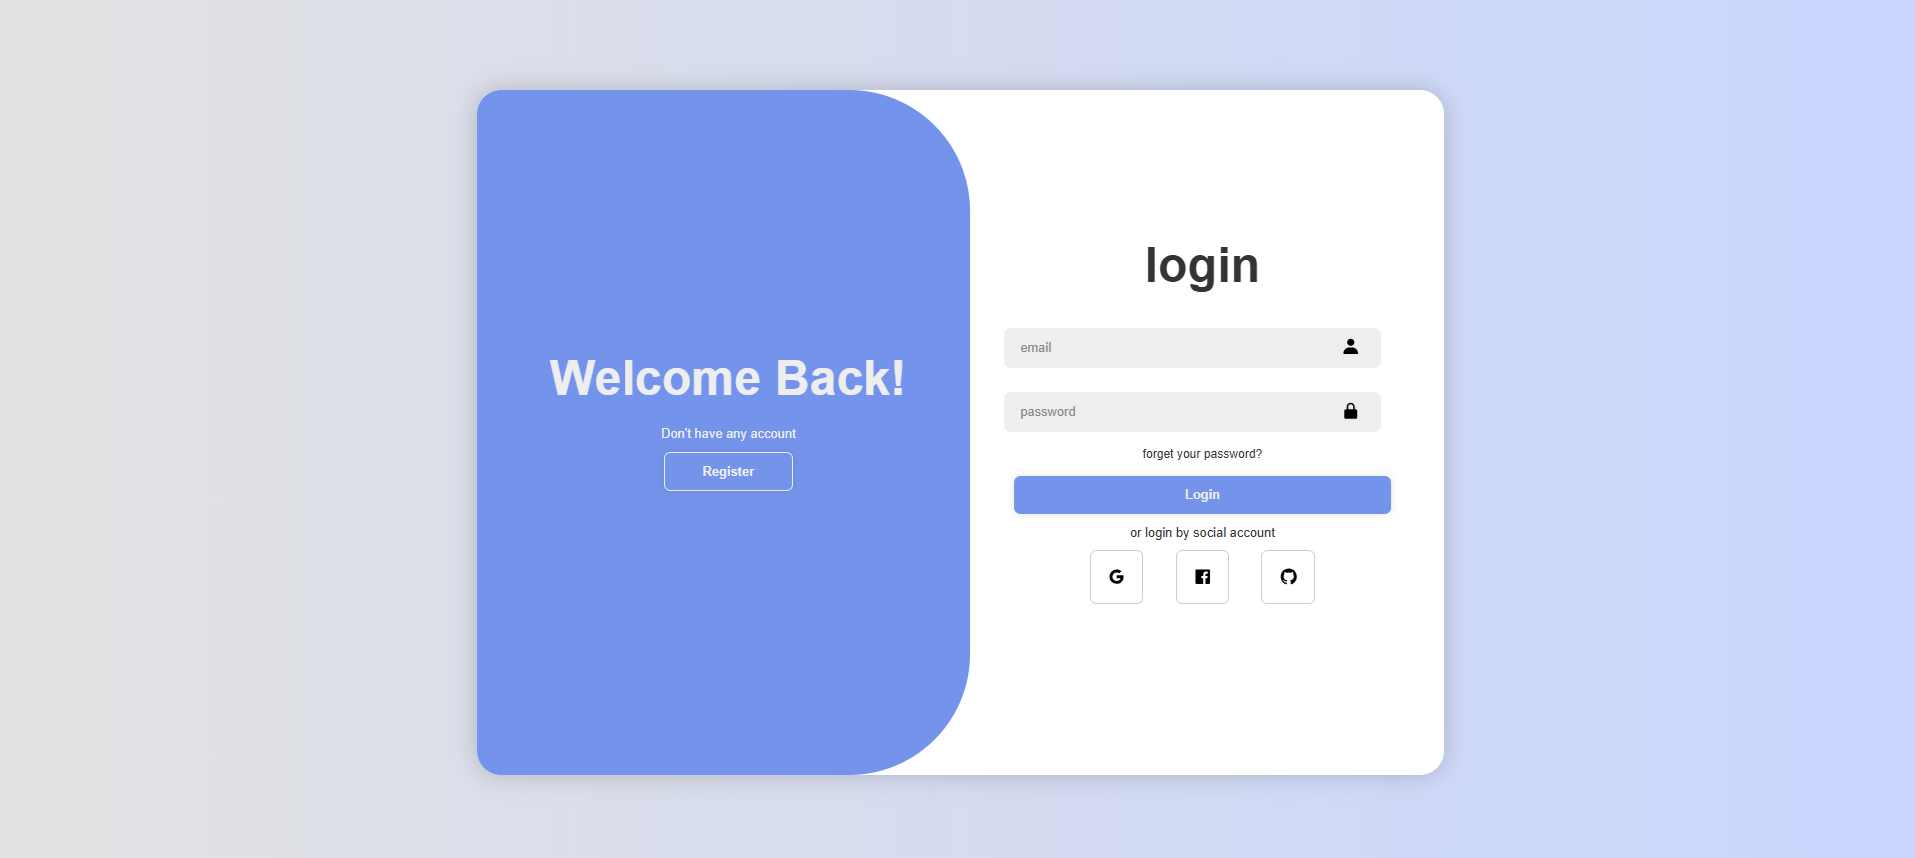 Welcome Back!
Don't have any account
Register
login
email
password
forget your password?
Login
or login by social account